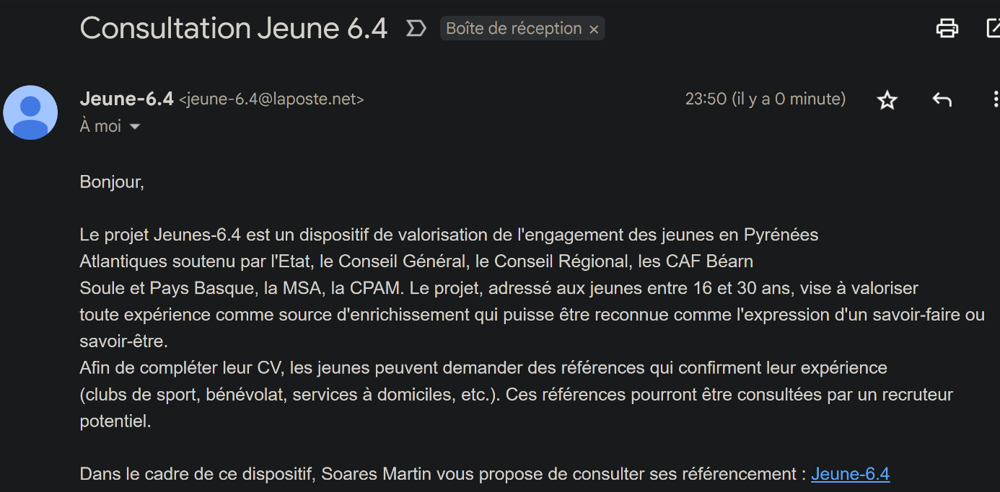 Consultation Jeune 6.4
Boîte de réception ×
Jeune-6.4 <jeune-6.4@laposte.net>
23:50 (il y a 0 minute)
À moi
Bonjour,
Le projet Jeunes-6.4 est un dispositif de valorisation de l'engagement des jeunes en Pyrénées
Atlantiques soutenu par l'Etat, le Conseil Général, le Conseil Régional, les CAF Béarn
Soule et Pays Basque, la MSA, la CPAM. Le projet, adressé aux jeunes entre 16 et 30 ans, vise à valoriser
toute expérience comme source d'enrichissement qui puisse être reconnue comme l'expression d'un savoir-faire ou
savoir-être.
Afin de compléter leur CV, les jeunes peuvent demander des références qui confirment leur expérience
(clubs de sport, bénévolat, services à domiciles, etc.). Ces références pourront être consultées par un recruteur
potentiel.
Dans le cadre de ce dispositif, Soares Martin vous propose de consulter ses référencement : Jeune-6.4